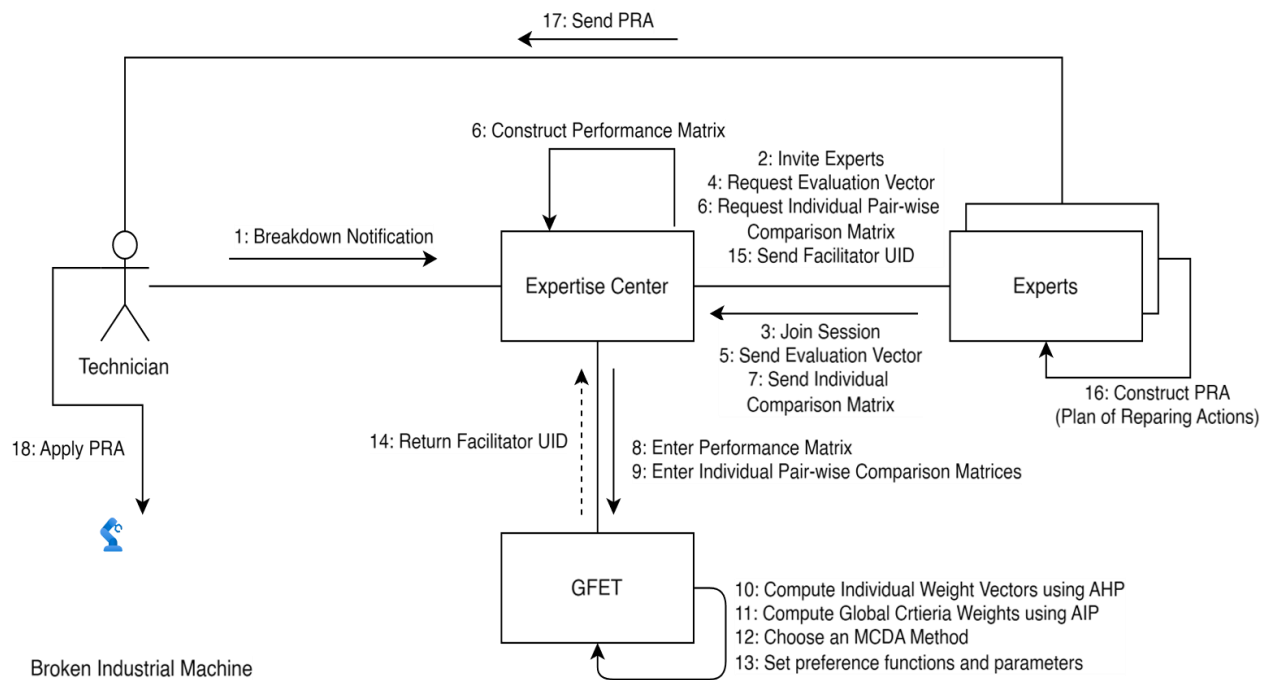 17: Send PRA
6: Construct Performance Matrix
2: Invite Experts
4: Request Evaluation Vector
6: Request Individual Pair-wise
Comparison Matrix
15: Send Facilitator UID
1: Breakdown Notification
Expertise Center
Experts
Technician
3: Join Session
5: Send Evaluation Vector
7: Send Individual
Comparison Matrix
16: Construct PRA
(Plan of Reparing Actions)
18: Apply PRA
14: Return Facilitator UID
8: Enter Performance Matrix
9: Enter Individual Pair-wise Comparison Matrices
GFET
10: Compute Individual Weight Vectors using AHP
11: Compute Global Crtieria Weights using AIP
12: Choose an MCDA Method
13: Set preference functions and parameters
Broken Industrial Machine